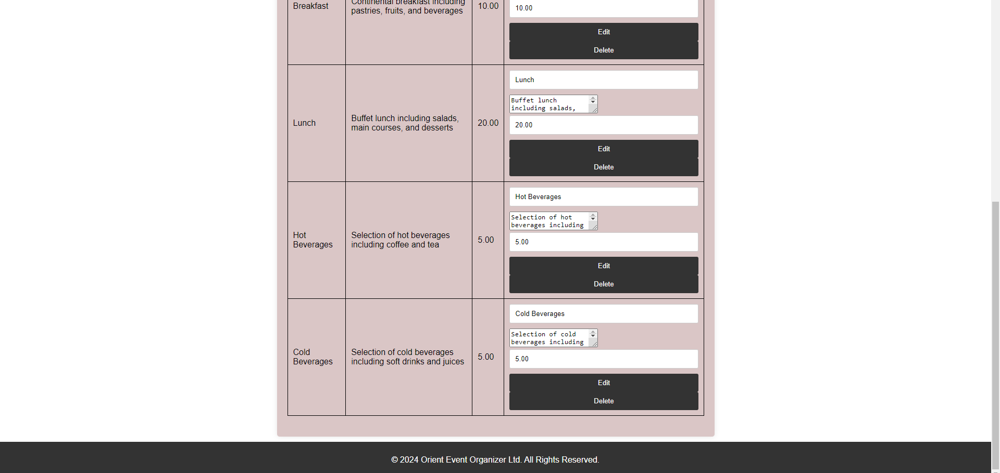 Breakfast
Continental breakfast including
pastries, fruits, and beverages
10.00
10.00
Edit
Delete
Lunch
Buffet lunch including salads,
main courses, and desserts
20.00
Lunch
Buffet lunch
including salads,
20.00
Edit
Delete
Hot
Beverages
Selection of hot beverages
including coffee and tea
5.00
Hot Beverages
Selection of hot
beverages including
5.00
Edit
Delete
Cold
Beverages
Selection of cold beverages
including soft drinks and juices
5.00
Cold Beverages
Selection of cold
beverages including
5.00
Edit
Delete
© 2024 Orient Event Organizer Ltd. All Rights Reserved.